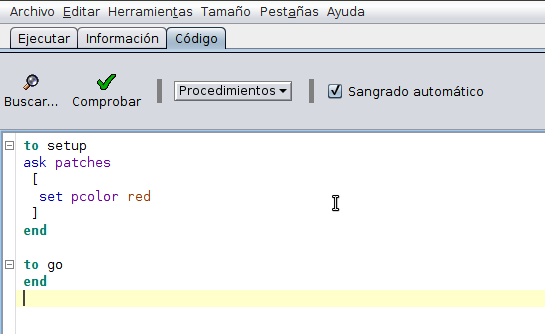 Archivo Editar Herramientas Tamaño Pestañas Ayuda
Ejecutar Información Código
Buscar... Comprobar Procedimientos Sangrado automático
to setup
ask patches
[
set pcolor red
]
end
to go
end